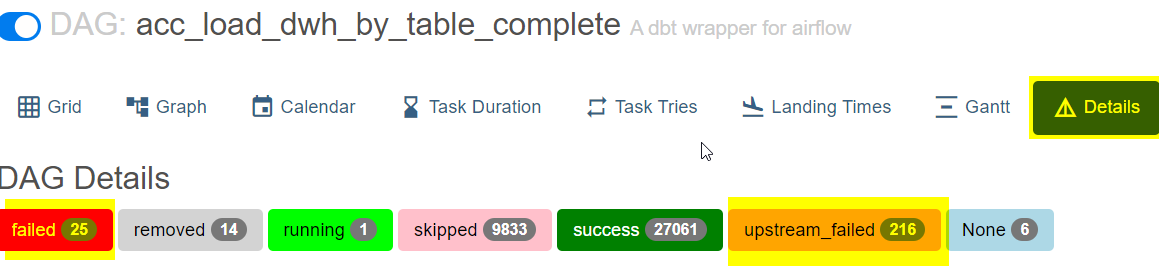 DAG: acc_load_dwh_by_table_complete A dbt wrapper for airflow
Grid Graph Calendar Task Duration Task Tries Landing Times Gantt Details
DAG Details
failed 25 removed 14 running 1 skipped 9833 success 27061 upstream_failed 216 None 6